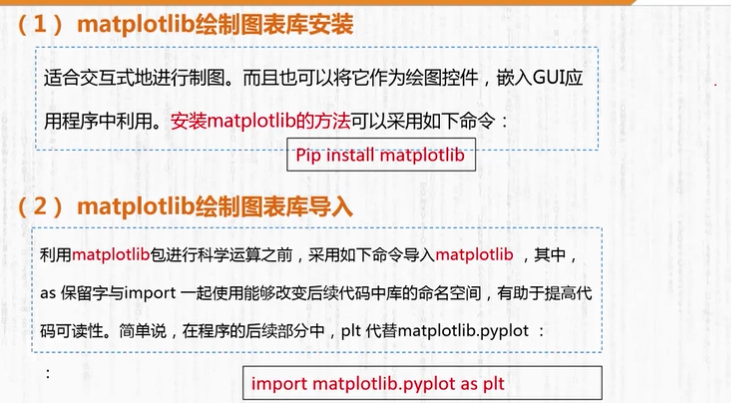 （1） matplotlib绘制图表库安装
适合交互式地进行制图。而且也可以将它作为绘图控件，嵌入GUI应
用程序中利用。安装matplotlib的方法可以采用如下命令：
Pip install matplotlib
（2） matplotlib绘制图表库导入
利用matplotlib包进行科学运算之前，采用如下命令导入matplotlib ，其中，
as 保留字与import 一起使用能够改变后续代码中库的命名空间，有助于提高代
码可读性。简单说，在程序的后续部分中，plt 代替matplotlib.pyplot ：
：
import matplotlib.pyplot as plt